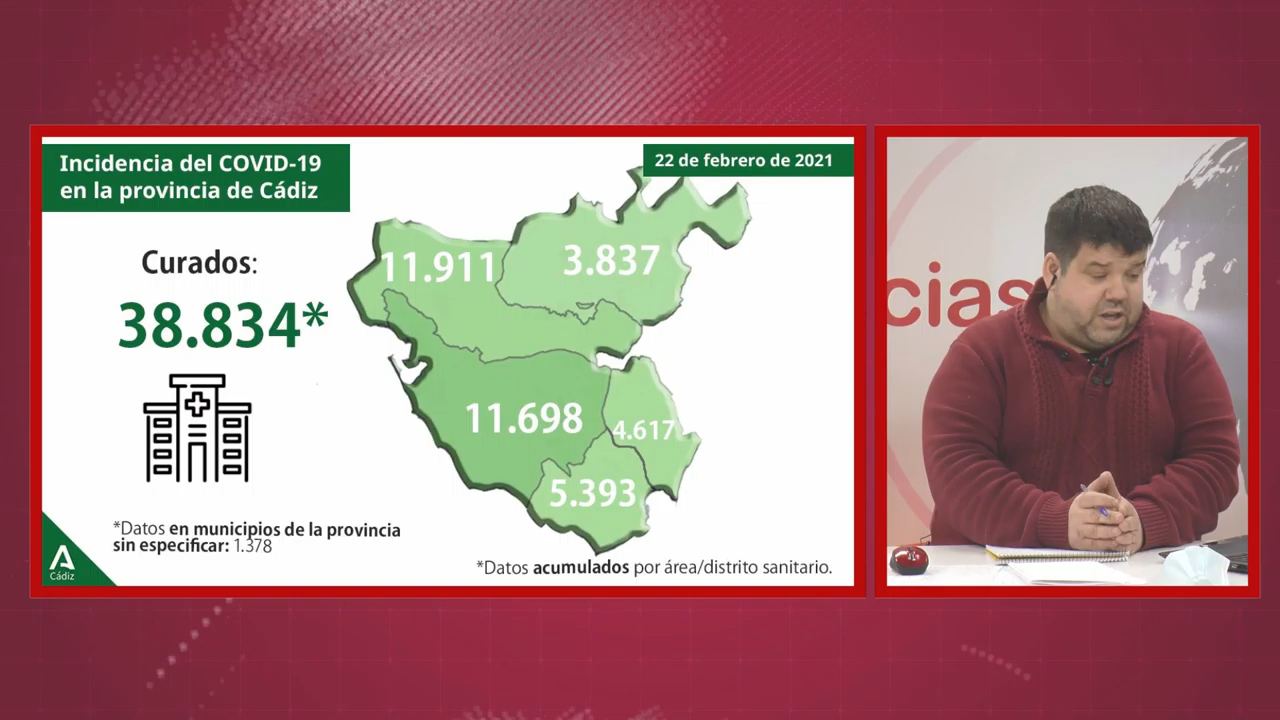 Incidencia del COVID-19
en la provincia de Cádiz
22 de febrero de 2021
Curados:
38.834*
11.911
3.837
11.698
4.617
5.393
*Datos en municipios de la provincia
sin especificar: 1.378
*Datos acumulados por área/distrito sanitario.
A
Cádiz
cias